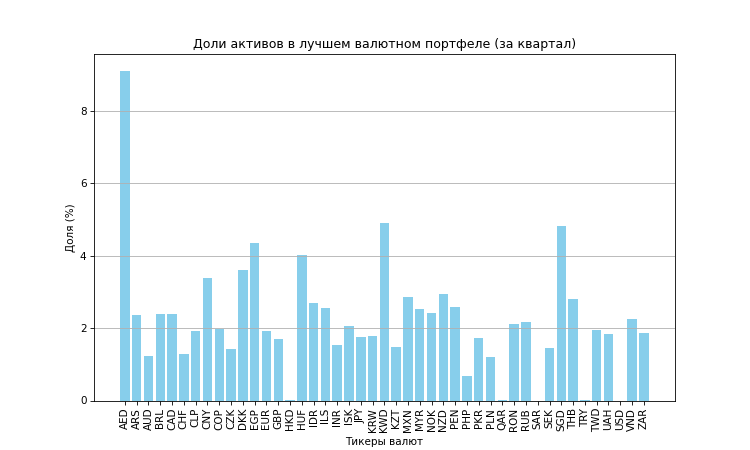 Доли активов в лучшем валютном портфеле (за квартал)
Доля (%)
8
6
4
2
0
AED ARS AUD BRL CAD CHF CLP CNY COP CZK DKK EGP EUR GBP HKD HUF IDR ILS INR ISK JPY KRW KWD KZT MXN MYR NOK NZD PEN PHP PKR PLN QAR RON RUB SAR SEK SGD THB TRY TWD UAH USD VND ZAR
Тикеры валют